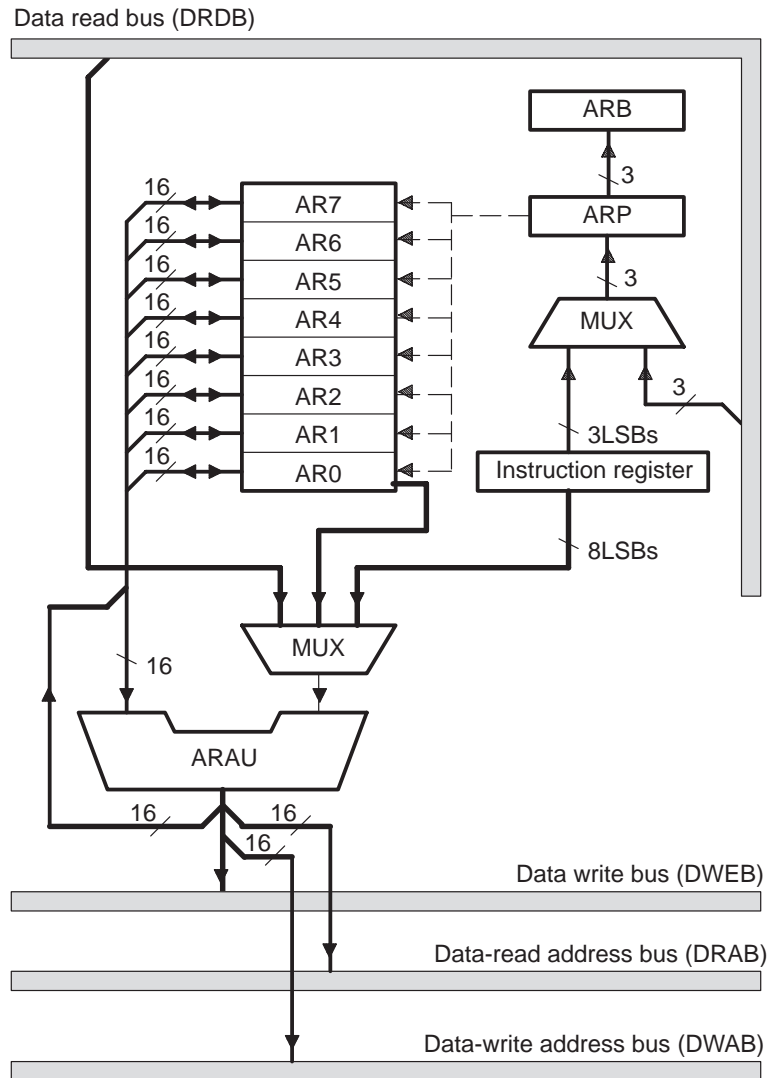 Data read bus (DRDB)
ARB
3
ARP
3
MUX
3
3LSBs
Instruction register
8LSBs
16
AR7
16
AR6
16
AR5
16
AR4
16
AR3
16
AR2
16
AR1
16
AR0
MUX
16
ARAU
16
16
16
Data write bus (DWEB)
Data-read address bus (DRAB)
Data-write address bus (DWAB)